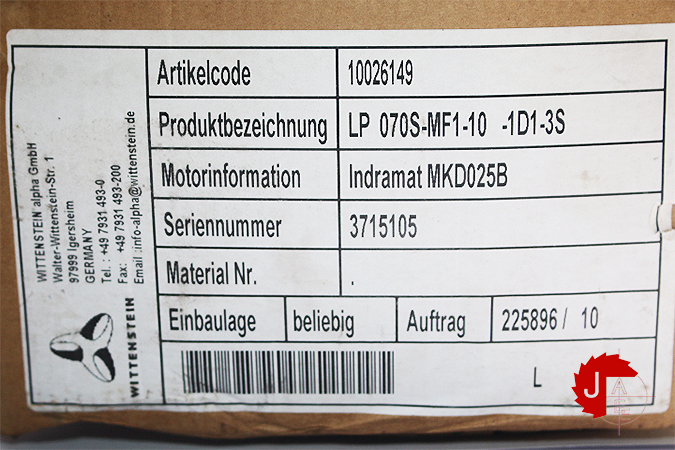 WITTENSTEIN alpha GmbH
Walter-Wittenstein-Str. 1
97999 Igersheim
GERMANY
Tel. : +49 7931 493-0
Fax: +49 7931 493-200
Email :info-alpha@wittenstein.de
WITTENSTEIN
Artikelcode 10026149
Produktbezeichnung LP 070S-MF1-10 -1D1-3S
Motorinformation Indramat MKD025B
Seriennummer 3715105
Material Nr. .
Einbaulage beliebig Auftrag 225896 / 10
L
J A